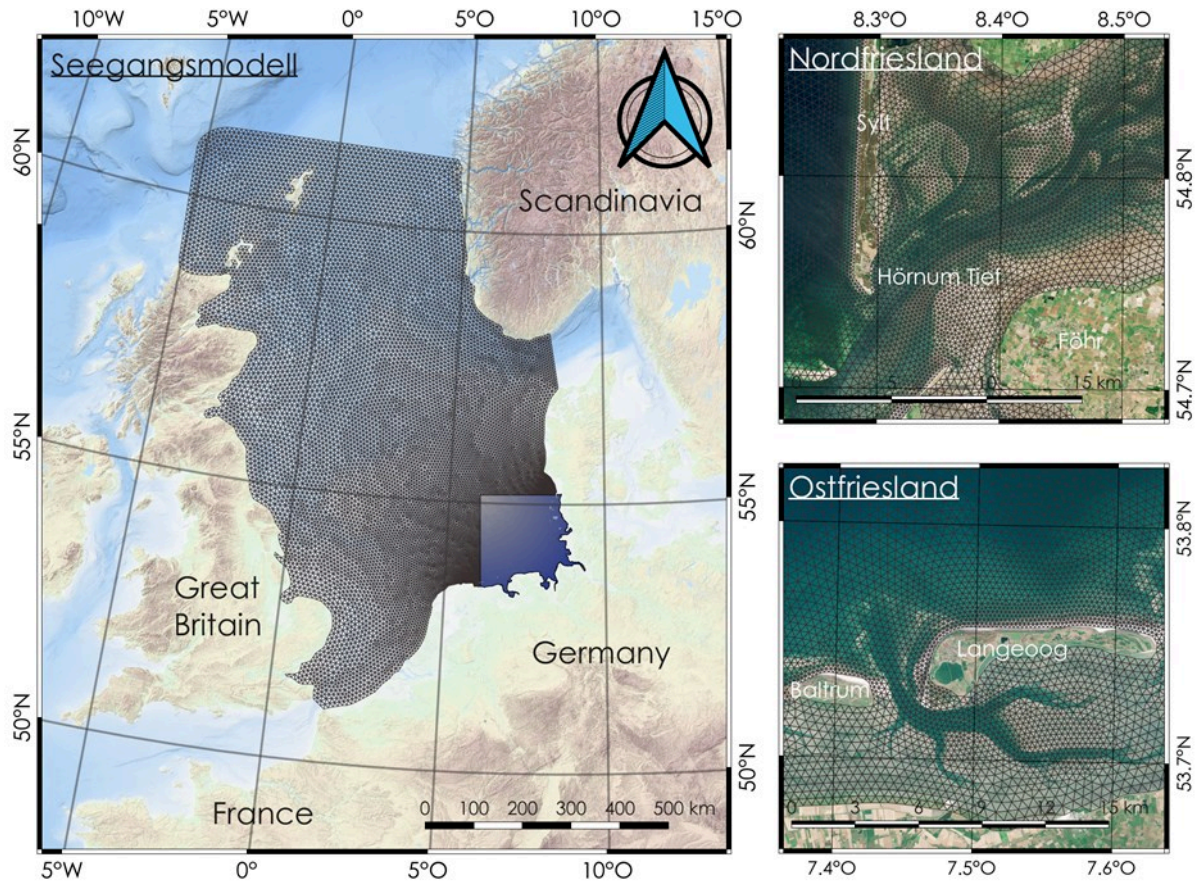 10°W 5°W 0°O 5°O 10°O 15°O
Seegangsmodell
60°N
60°N
Scandinavia
55°N
55°N
Great
Britain
Germany
50°N
50°N
France
0 100 200 300 400 500 km
5°W 0°O 5°O 10°O
8.3°O 8.4°O 8.5°O
Nordfriesland
Sylt
54.8°N
Hörnum Tief
Föhr
5 10 15 km
54.7°N
Ostfriesland
53.8°N
Langeoog
Baltrum
53.7°N
0 3 6 9 12 15 km
7.4°O 7.5°O 7.6°O